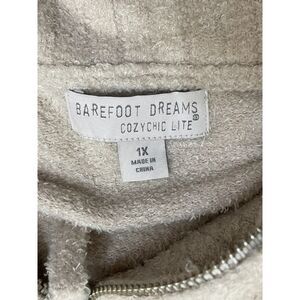 BAREFOOT DREAMS
COZYCHIC LITE®
1X
MADE IN
CHINA